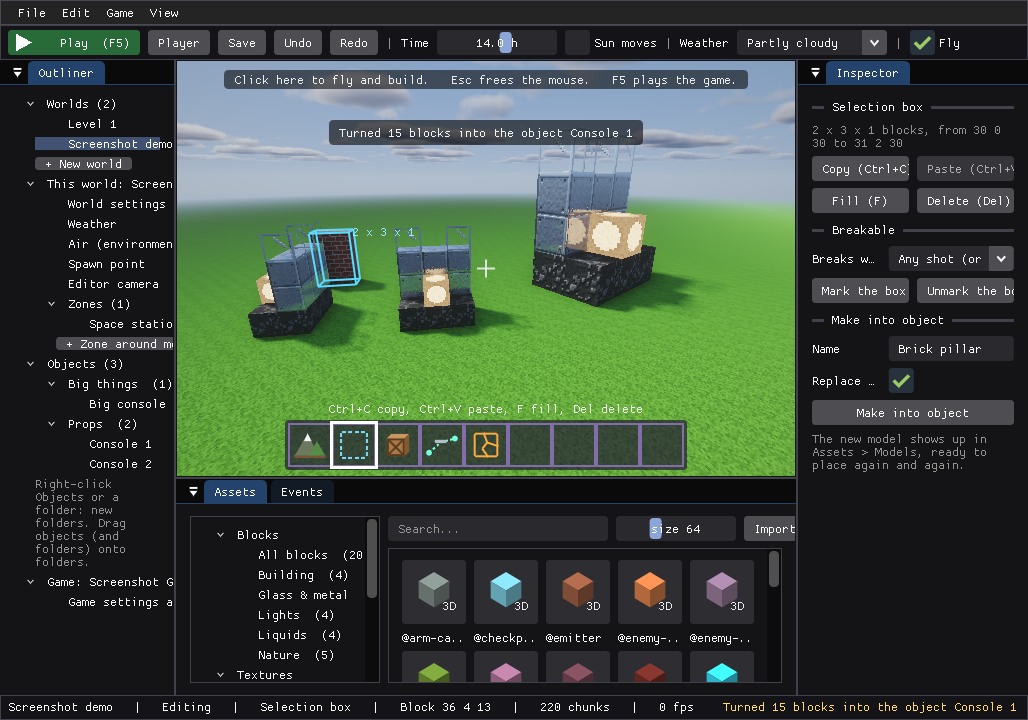 File Edit Game View
Play (F5) Player Save Undo Redo | Time 14.0 h Sun moves | Weather Partly cloudy | Fly
Outliner
Worlds (2)
Level 1
Screenshot demo
+ New world
This world: Screen
World settings
Weather
Air (environmen
Spawn point
Editor camera
Zones (1)
Space statio
+ Zone around m
Objects (3)
Big things (1)
Big console
Props (2)
Console 1
Console 2
Right-click
Objects or a
folder: new
folders. Drag
objects (and
folders) onto
folders.
Game: Screenshot G
Game settings a
Click here to fly and build. Esc frees the mouse. F5 plays the game.
Turned 15 blocks into the object Console 1
2 x 3 x 1
Ctrl+C copy, Ctrl+V paste, F fill, Del delete
Assets Events
Blocks
All blocks (20
Building (4)
Glass & metal
Lights (4)
Liquids (4)
Nature (5)
Textures
Search... size 64 Import
3D 3D 3D 3D 3D
@arm-ca.. @checkp.. @emitter @enemy-.. @enemy-..
Inspector
Selection box
2 x 3 x 1 blocks, from 30 0
30 to 31 2 30
Copy (Ctrl+C) Paste (Ctrl+V
Fill (F) Delete (Del)
Breakable
Breaks w… Any shot (or
Mark the box Unmark the bo
Make into object
Name Brick pillar
Replace …
Make into object
The new model shows up in
Assets > Models, ready to
place again and again.
Screenshot demo | Editing | Selection box | Block 36 4 13 | 220 chunks | 0 fps Turned 15 blocks into the object Console 1